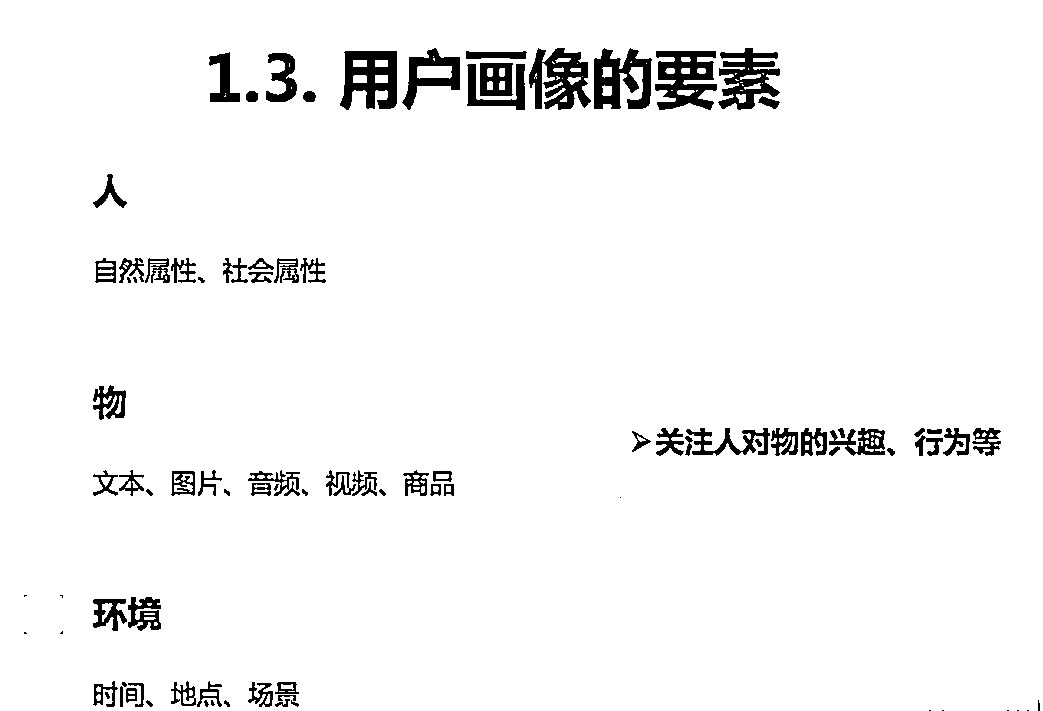 1.3. 用户画像的要素
人
自然属性、社会属性
物
➢关注人对物的兴趣、行为等
文本、图片、音频、视频、商品
环境
时间、地点、场景